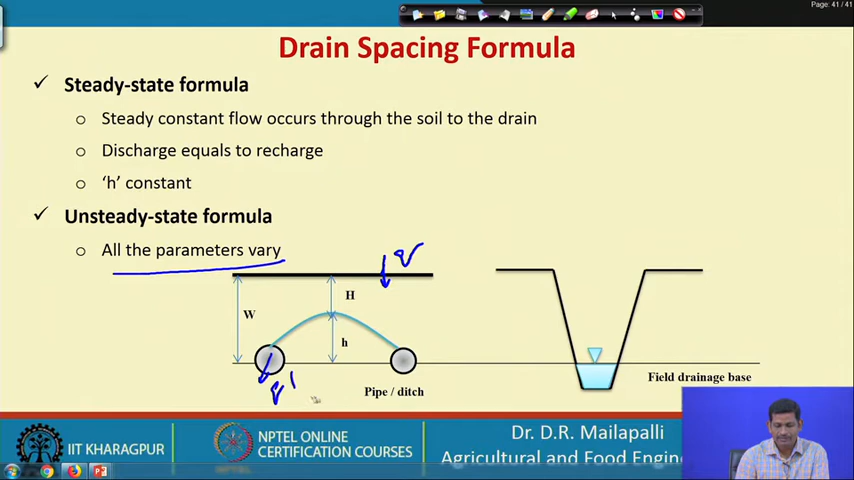 Page: 41 / 41
Drain Spacing Formula
✓ Steady-state formula
o Steady constant flow occurs through the soil to the drain
o Discharge equals to recharge
o ‘h’ constant
✓ Unsteady-state formula
o All the parameters vary
q
H
W
h
q'
Pipe / ditch
Field drainage base
IIT KHARAGPUR
NPTEL ONLINE
CERTIFICATION COURSES
Dr. D.R. Mailapalli
Agricultural and Food Engine